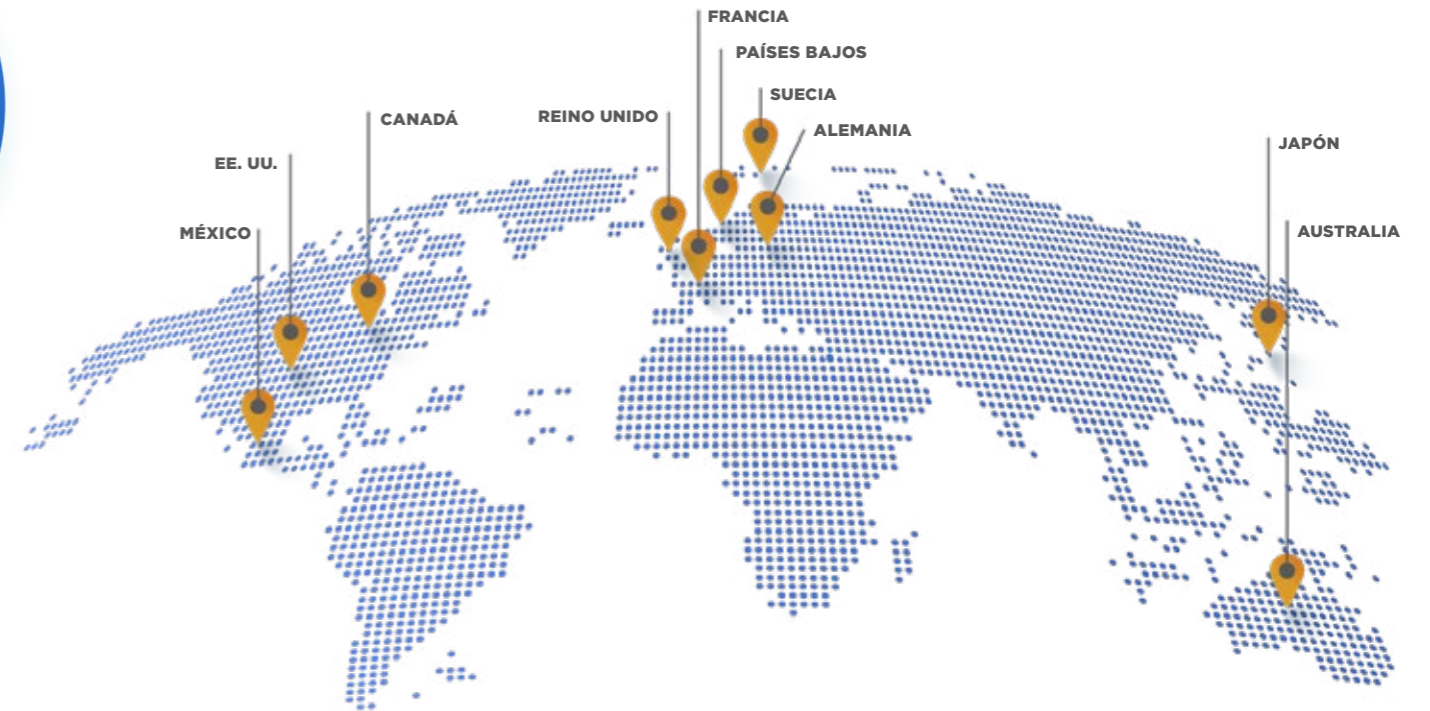 FRANCIA
PAÍSES BAJOS
SUECIA
CANADÁ
REINO UNIDO
ALEMANIA
EE. UU.
JAPÓN
MÉXICO
AUSTRALIA